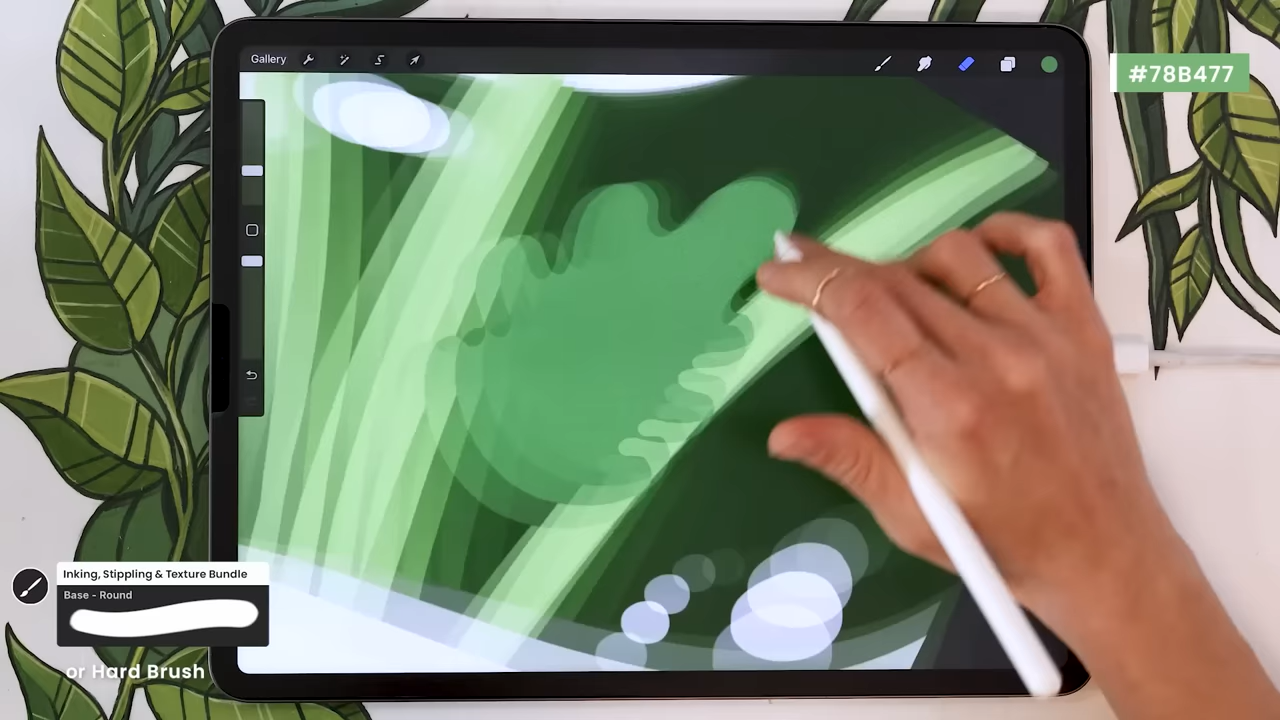 Gallery
#78B477
Inking, Stippling & Texture Bundle
Base - Round
or Hard Brush